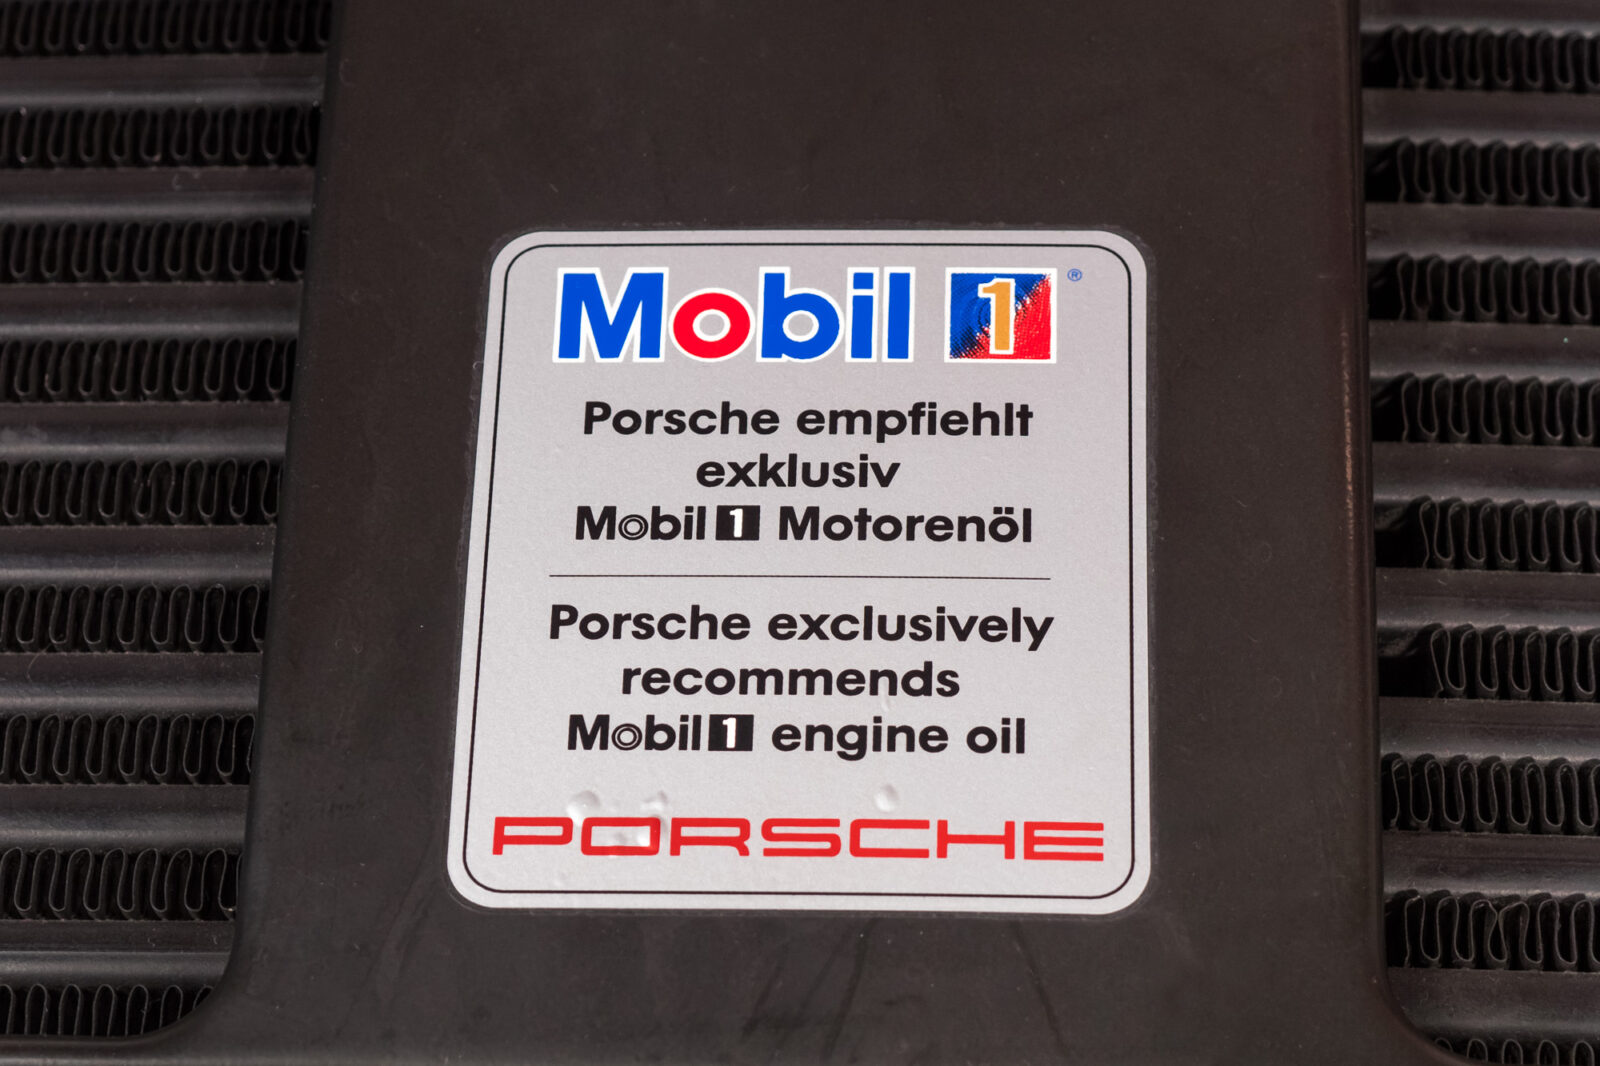 Mobil 1 ®
Porsche empfiehlt
exklusiv
Mobil 1 Motorenöl
Porsche exclusively
recommends
Mobil 1 engine oil
PORSCHE